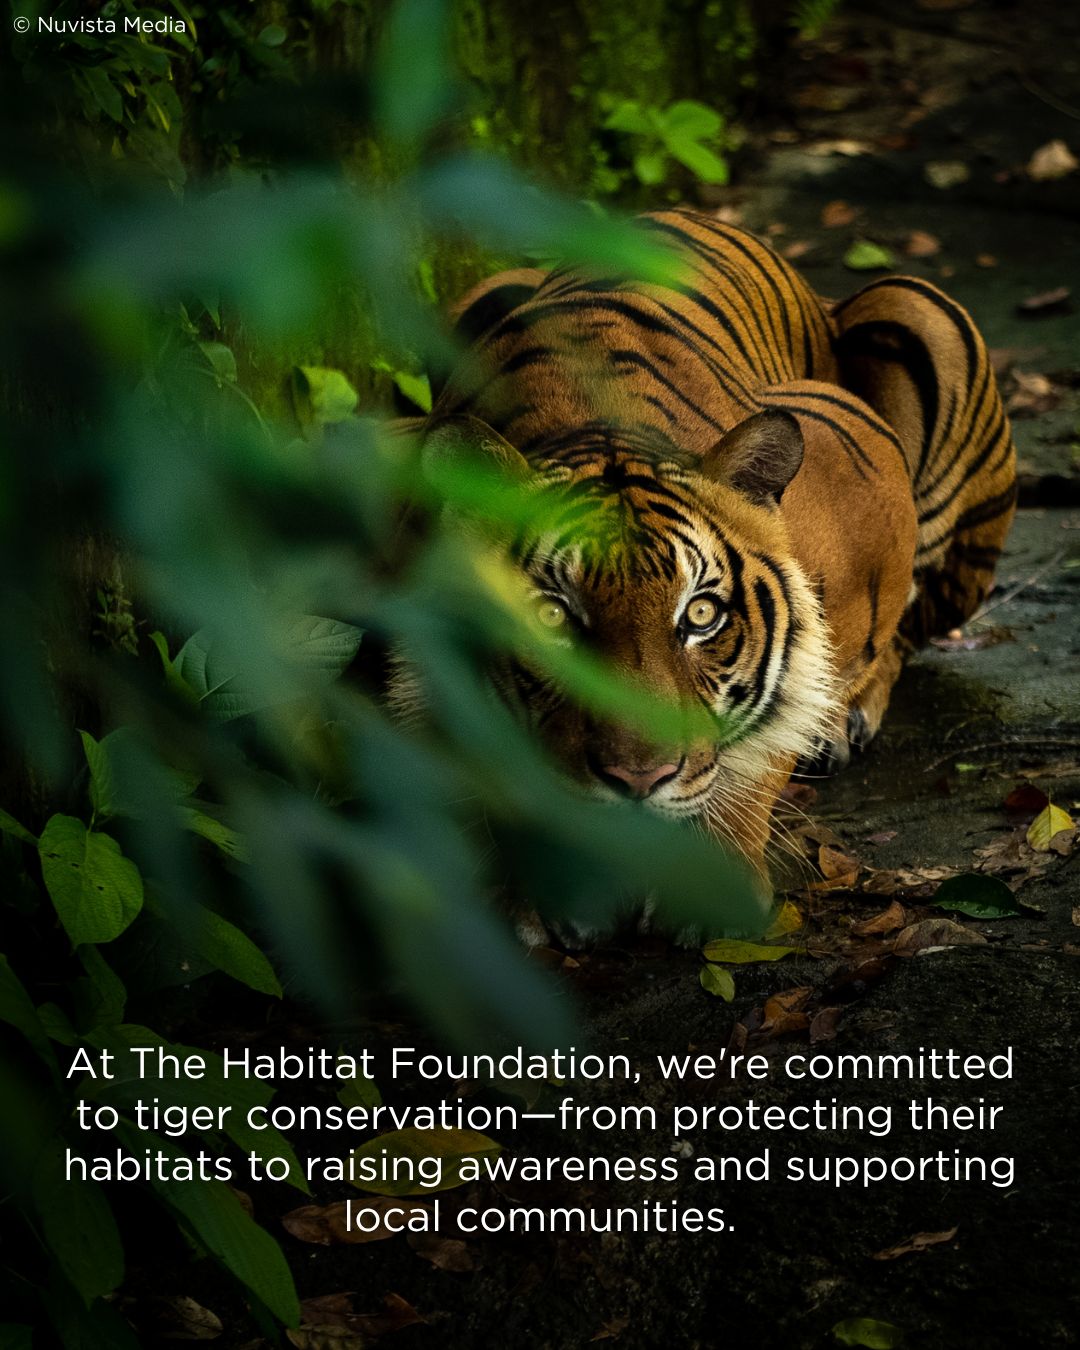 © Nuvista Media
At The Habitat Foundation, we're committed
to tiger conservation—from protecting their
habitats to raising awareness and supporting
local communities.